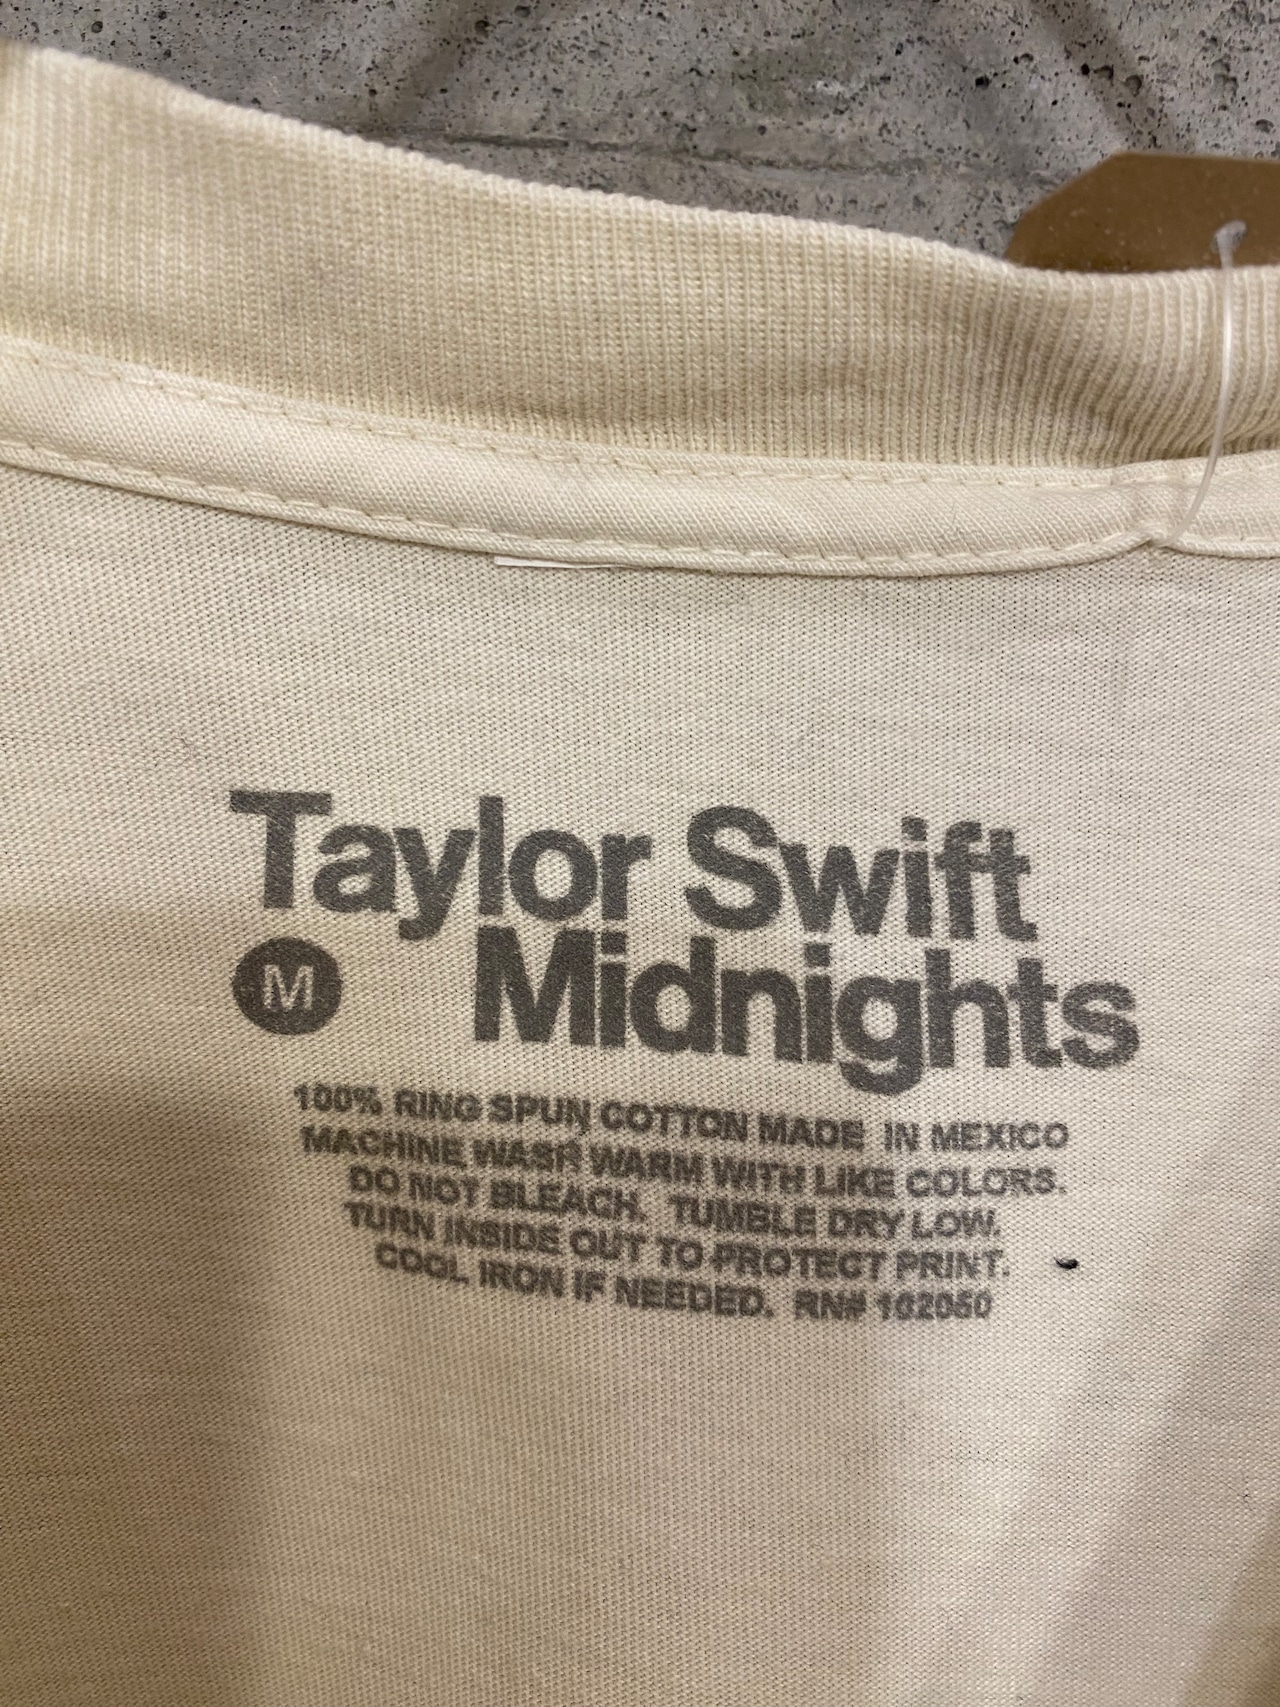 Taylor Swift
M Midnights
100% RING SPUN COTTON MADE IN MEXICO
MACHINE WASH WARM WITH LIKE COLORS.
DO NOT BLEACH. TUMBLE DRY LOW.
TURN INSIDE OUT TO PROTECT PRINT.
COOL IRON IF NEEDED. RN# 102050